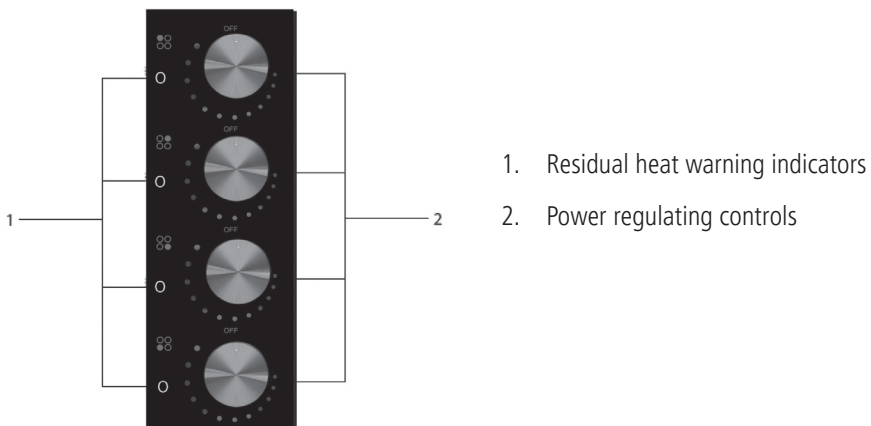 OFF
OFF
1. Residual heat warning indicators
1
2
2. Power regulating controls
OFF
OFF